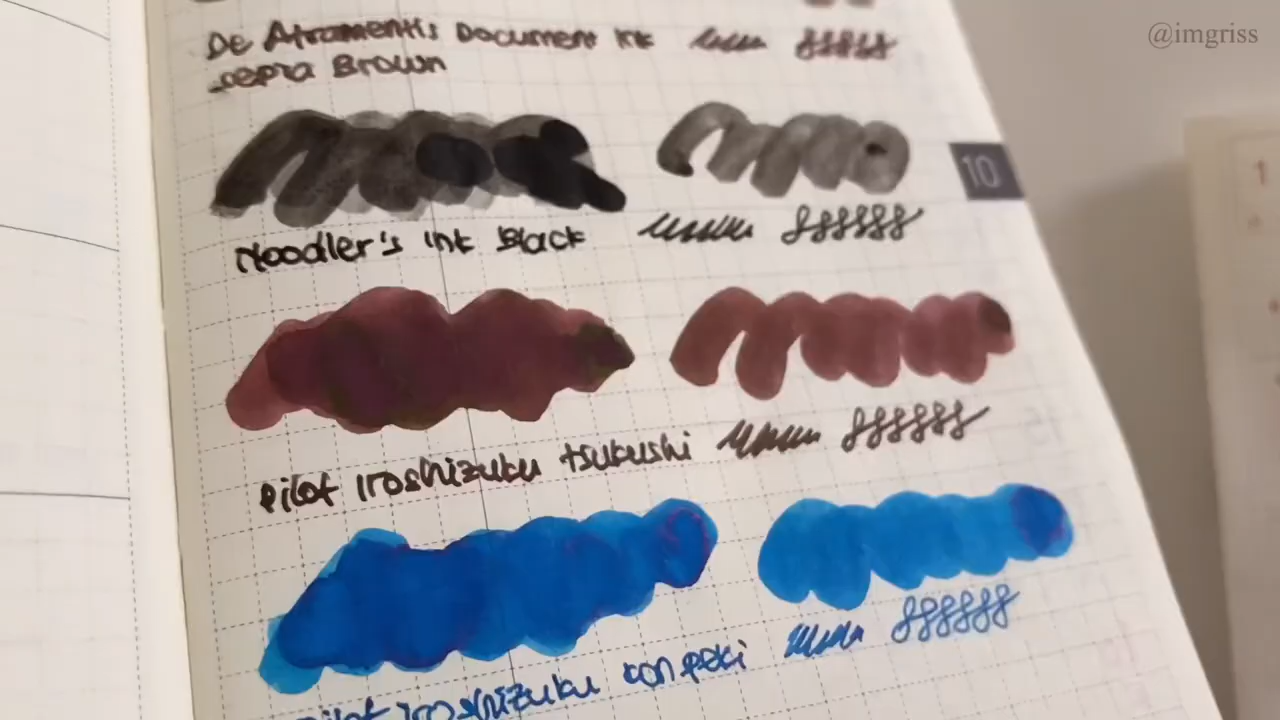 @imgriss
De Atramentis Document Ink
Sepia Brown
10
Noodler's Ink Black
Pilot Iroshizuku tsukushi
Pilot Iroshizuku kon peki